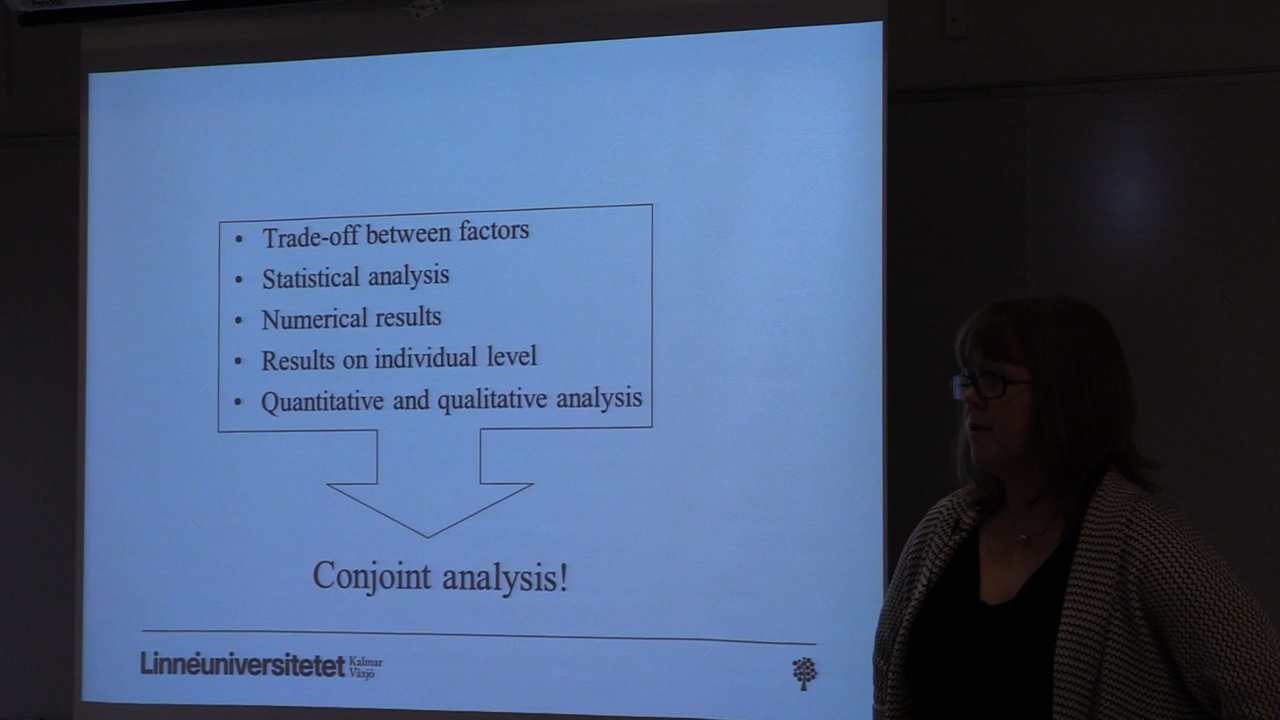 • Trade-off between factors
• Statistical analysis
• Numerical results
• Results on individual level
• Quantitative and qualitative analysis
Conjoint analysis!
Linnéuniversitetet Kalmar
Växjö